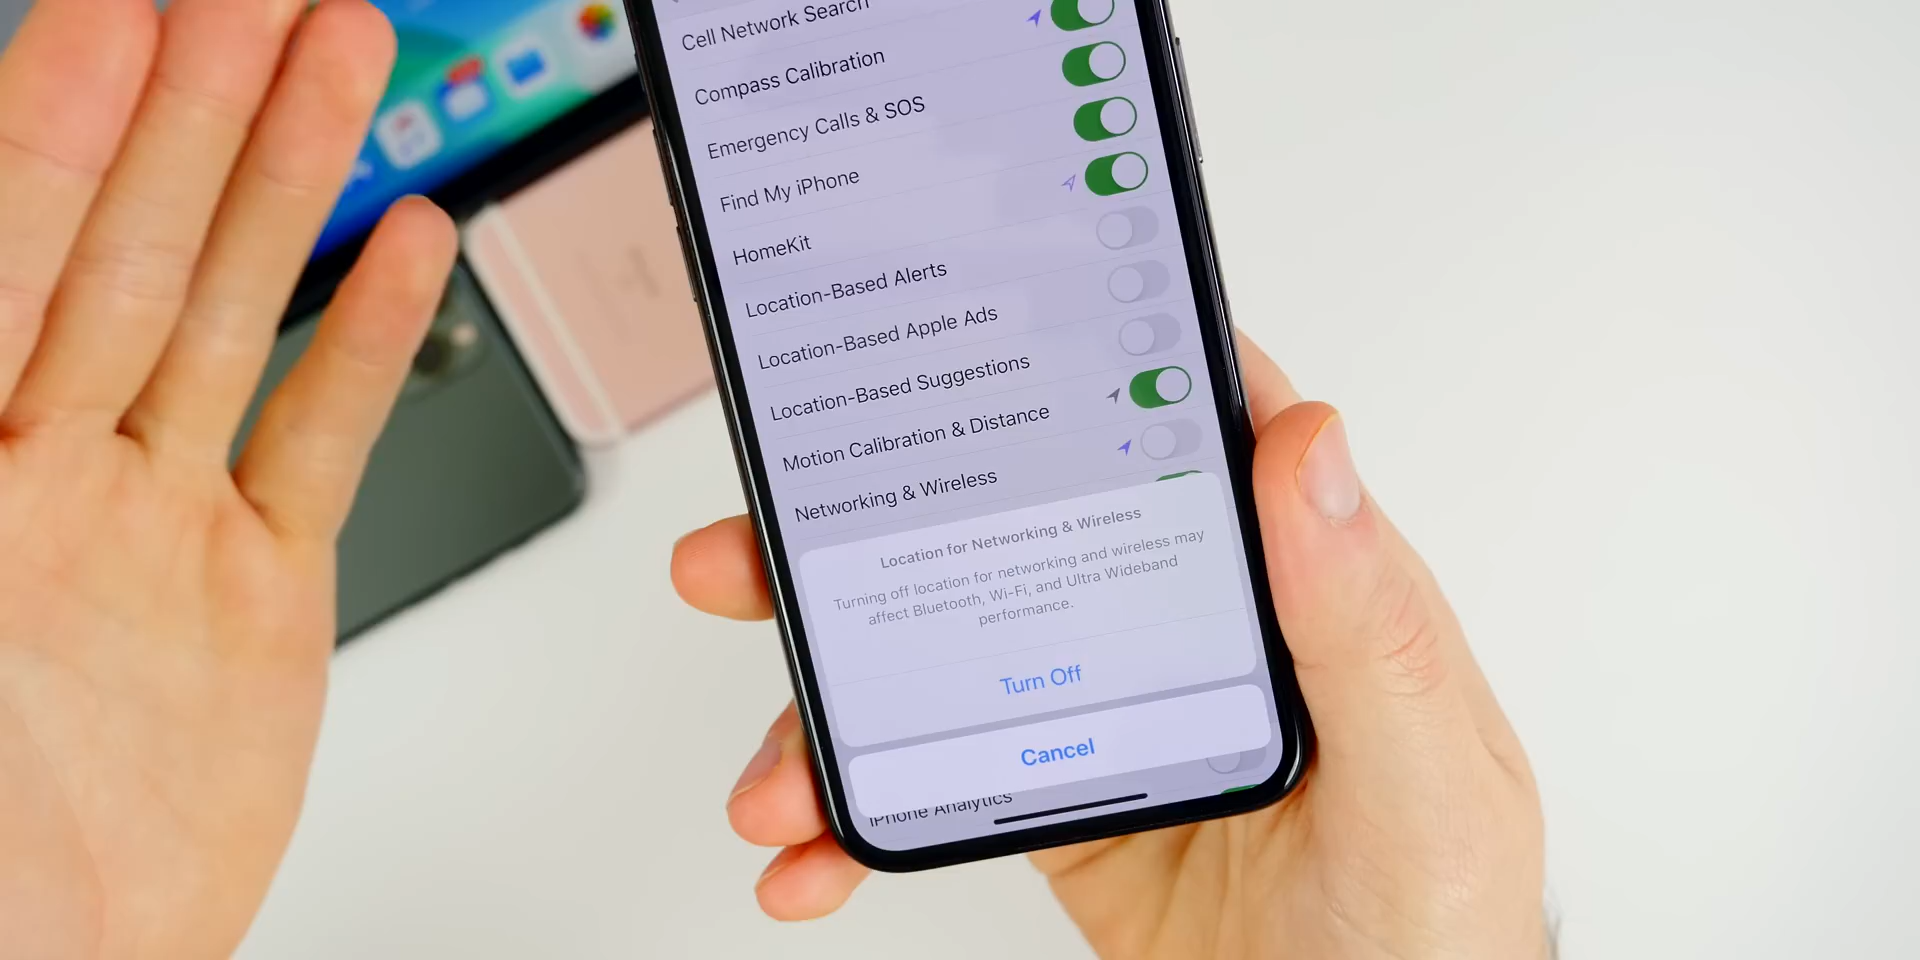 Cell Network Search
Compass Calibration
Emergency Calls & SOS
Find My iPhone
HomeKit
Location-Based Alerts
Location-Based Apple Ads
Location-Based Suggestions
Motion Calibration & Distance
Networking & Wireless
Location for Networking & Wireless
Turning off location for networking and wireless may
affect Bluetooth, Wi-Fi, and Ultra Wideband
performance.
Turn Off
Cancel
iPhone Analytics